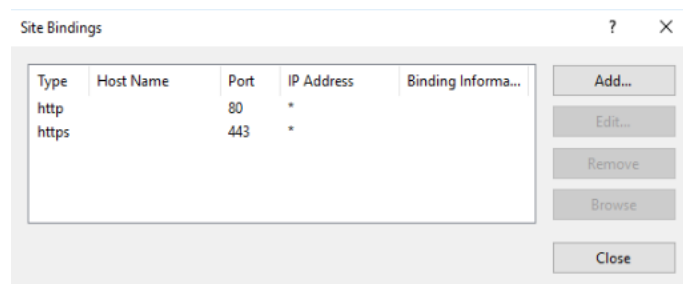 Site Bindings ?
Type Host Name Port IP Address Binding Informa... Add...
http 80 *
https 443 *
Edit...
Remove
Browse
Close